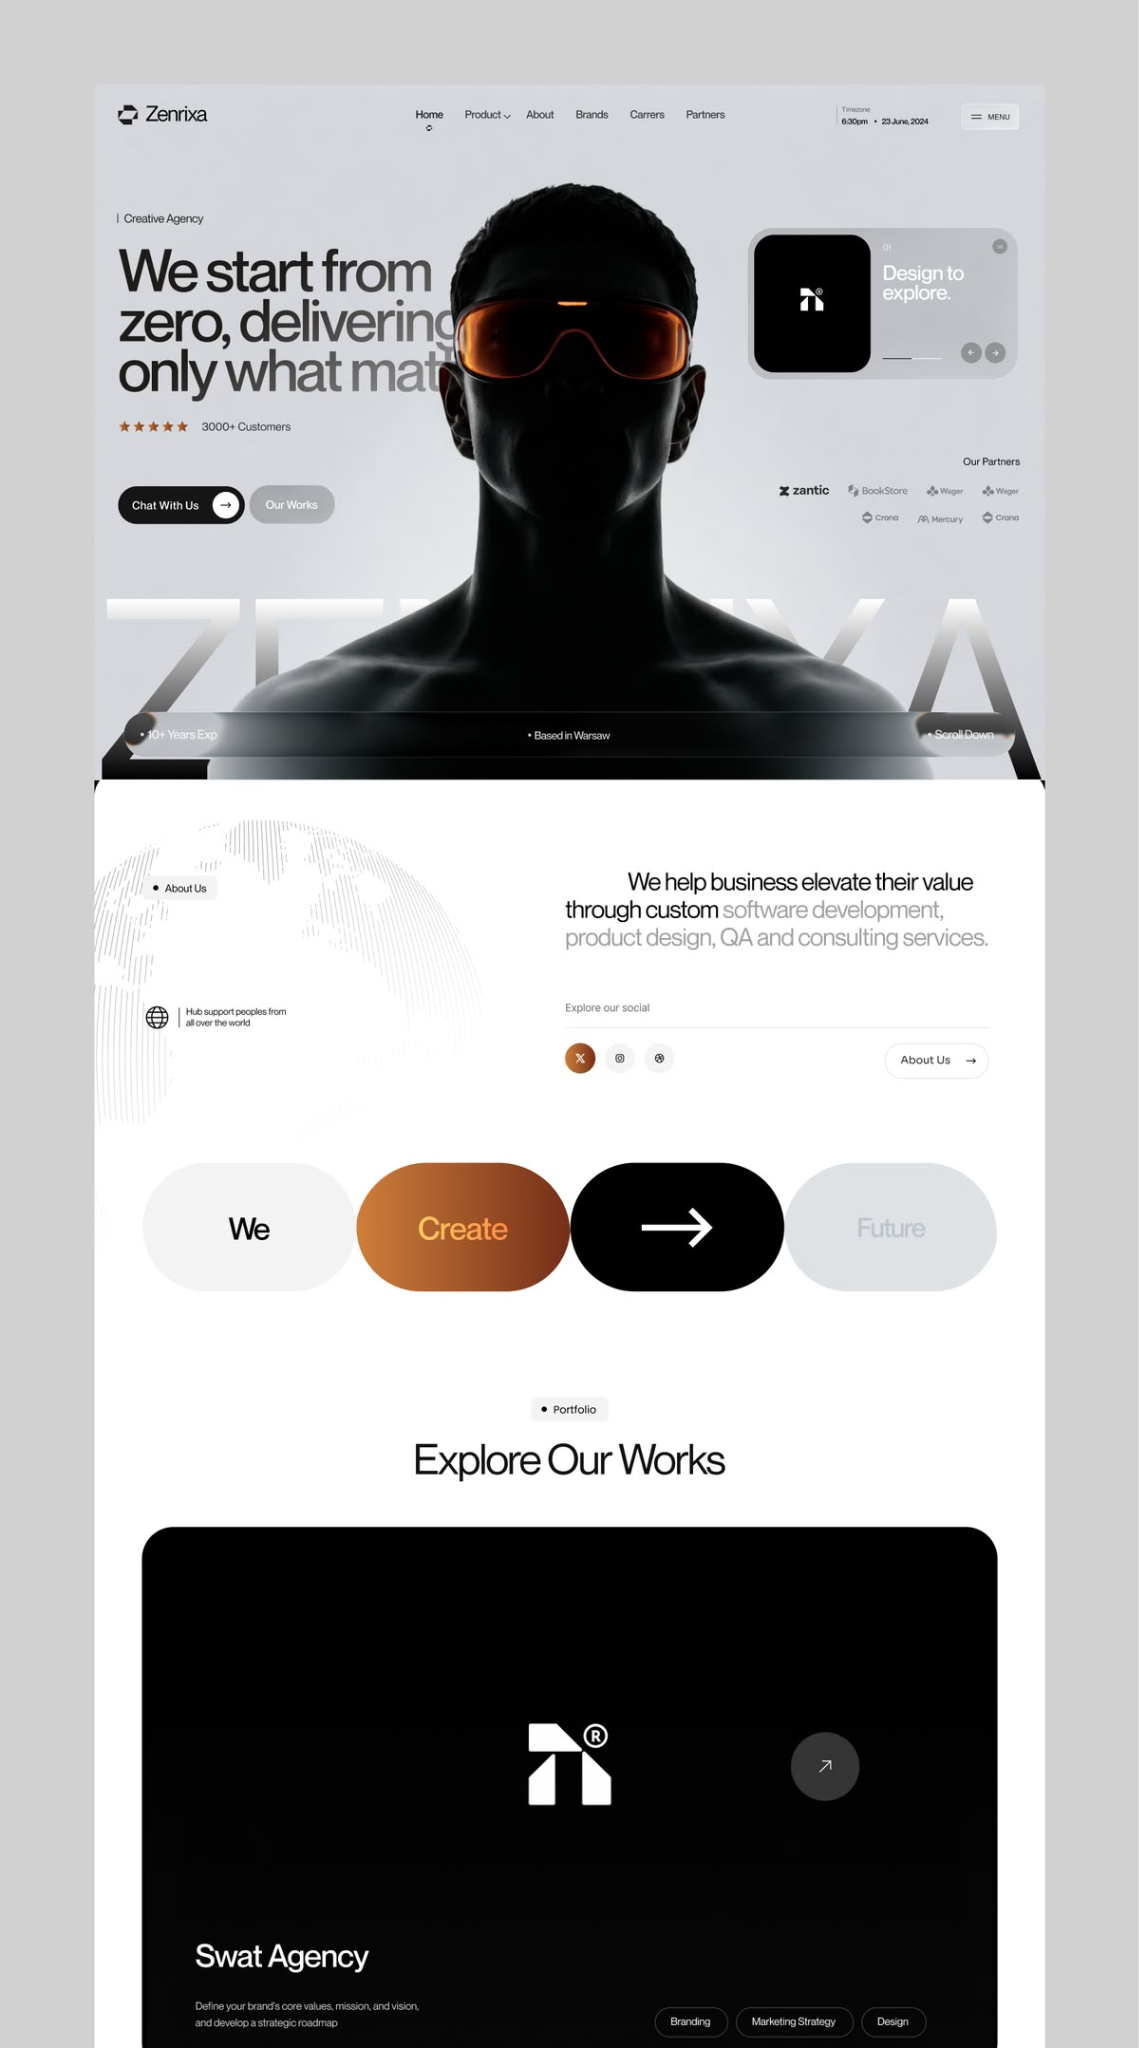 Zenrixa
Home
Product
About
Brands
Carrers
Partners
Timezone
6:30pm • 23 June, 2024
MENU
Creative Agency
We start from
zero, delivering
only what mat
3000+ Customers
Chat With Us
Our Works
01
Design to
explore.
Our Partners
zantic
BookStore
Wager
Wager
Crona
Mercury
Crona
ZE XA
• 10+ Years Exp
• Based in Warsaw
• Scroll Down
• About Us
We help business elevate their value
through custom software development,
product design, QA and consulting services.
Hub support peoples from
all over the world
Explore our social
About Us
We
Create
Future
• Portfolio
Explore Our Works
®
Swat Agency
Define your brand's core values, mission, and vision,
and develop a strategic roadmap
Branding
Marketing Strategy
Design